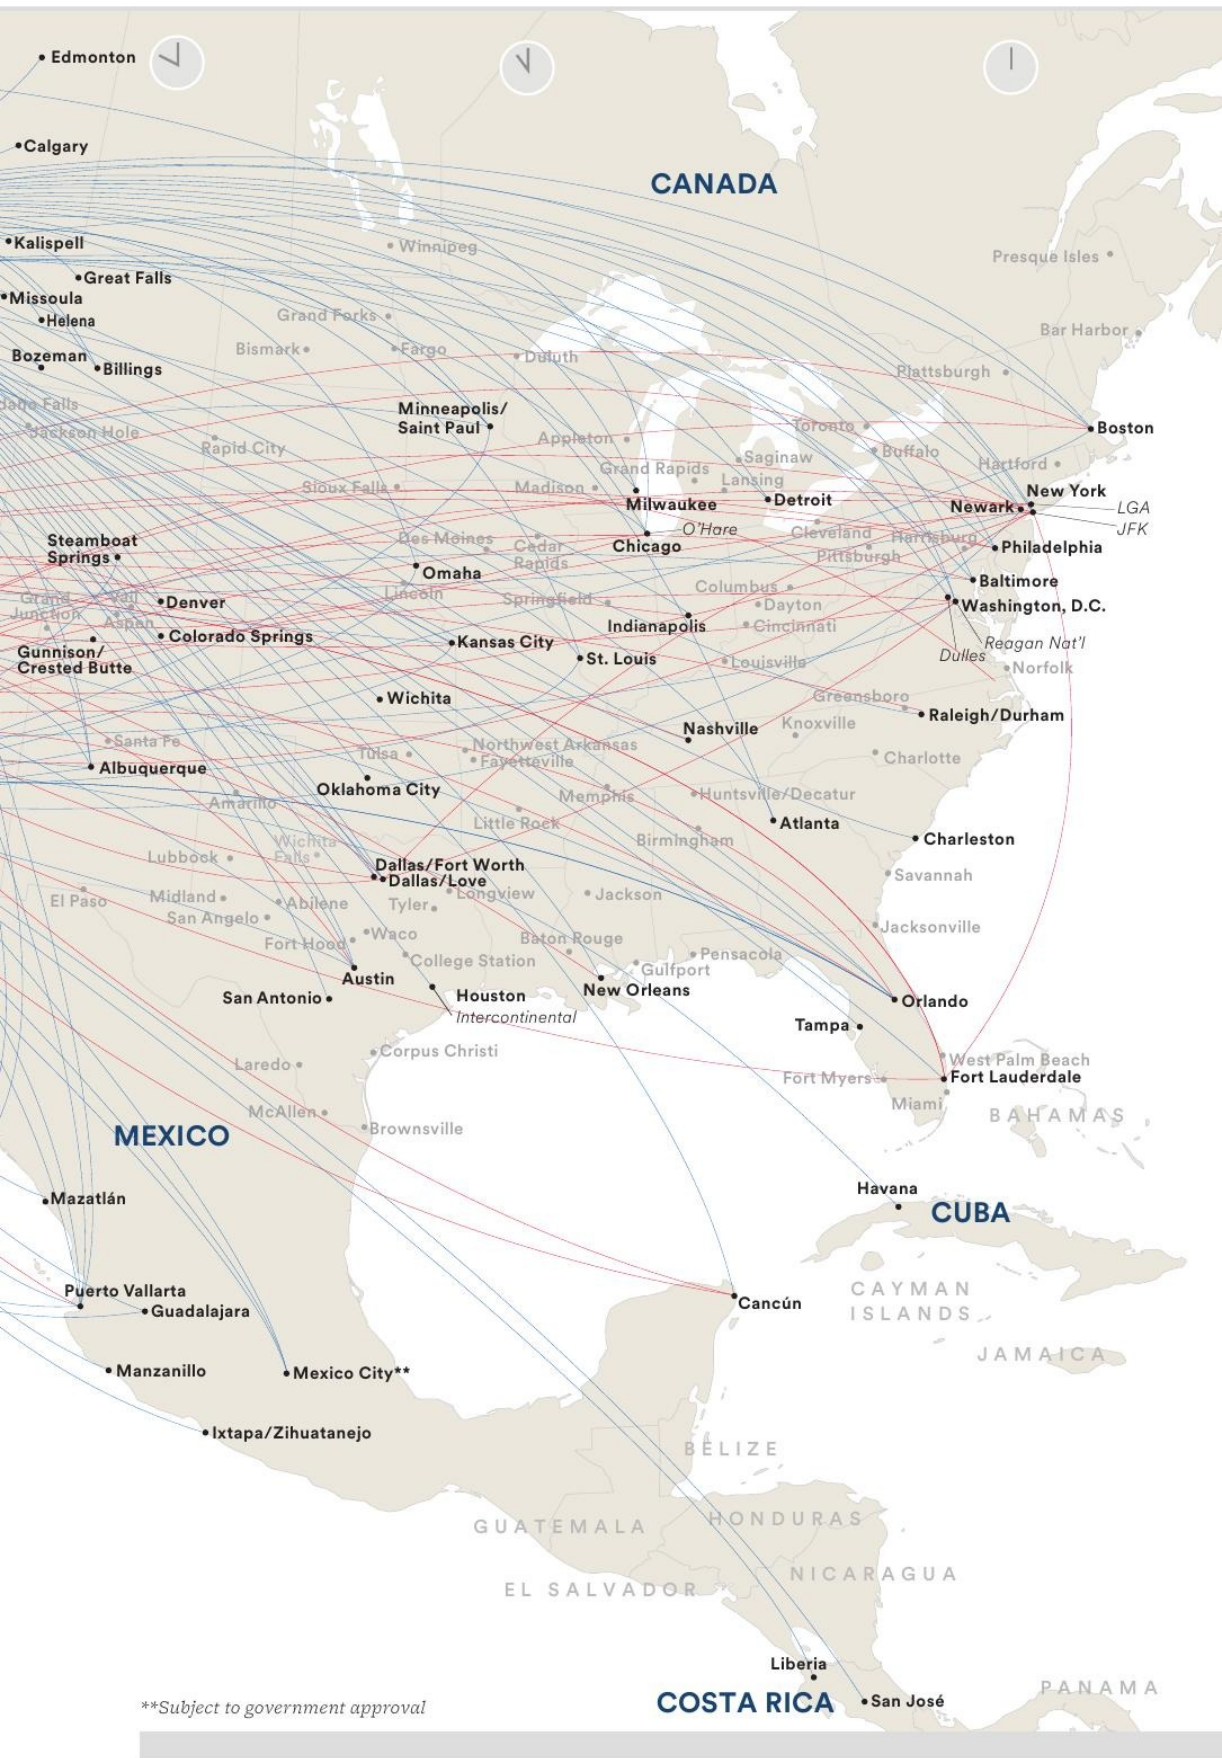 Edmonton
Calgary
CANADA
Kalispell
Winnipeg
Presque Isles
Great Falls
Missoula
Helena
Grand Forks
Bar Harbor
Bismark
Fargo
Duluth
Bozeman
Billings
Plattsburgh
daho Falls
Jackson Hole
Minneapolis/
Saint Paul
Rapid City
Appleton
Toronto
Boston
Saginaw
Buffalo
Hartford
Grand Rapids
Lansing
Sioux Falls
Madison
Milwaukee
Detroit
New York
Newark
LGA
JFK
O'Hare
Chicago
Cleveland
Harrisburg
Pittsburgh
Philadelphia
Steamboat
Springs
Des Moines
Cedar
Rapids
Omaha
Lincoln
Columbus
Baltimore
Grand
Junction
Vail
Aspen
Denver
Springfield
Dayton
Washington, D.C.
Indianapolis
Cincinnati
Colorado Springs
Kansas City
Reagan Nat'l
Dulles
Gunnison/
Crested Butte
St. Louis
Louisville
Norfolk
Wichita
Greensboro
Raleigh/Durham
Nashville
Knoxville
Santa Fe
Tulsa
Northwest Arkansas
Fayetteville
Charlotte
Albuquerque
Oklahoma City
Amarillo
Memphis
Huntsville/Decatur
Little Rock
Atlanta
Birmingham
Charleston
Wichita
Falls
Lubbock
Dallas/Fort Worth
Dallas/Love
Savannah
El Paso
Midland
Abilene
Longview
Tyler
Jackson
San Angelo
Waco
Jacksonville
Fort Hood
Baton Rouge
Pensacola
College Station
Gulfport
Austin
New Orleans
San Antonio
Houston
Intercontinental
Orlando
Tampa
Corpus Christi
Laredo
West Palm Beach
Fort Myers
Fort Lauderdale
McAllen
Miami
BAHAMAS
Brownsville
MEXICO
Mazatlán
Havana
CUBA
Puerto Vallarta
Guadalajara
Cancún
CAYMAN
ISLANDS
JAMAICA
Manzanillo
Mexico City**
Ixtapa/Zihuatanejo
BELIZE
GUATEMALA
HONDURAS
NICARAGUA
EL SALVADOR
Liberia
COSTA RICA
San José
PANAMA
**Subject to government approval